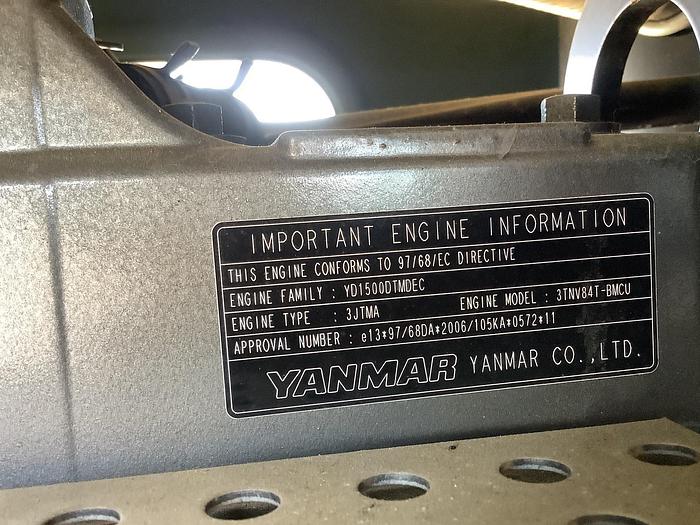 IMPORTANT ENGINE INFORMATION
THIS ENGINE CONFORMS TO 97/68/EC DIRECTIVE
ENGINE FAMILY : YD1500DTMDEC
ENGINE TYPE : 3JTMA ENGINE MODEL : 3TNV84T-BMCU
APPROVAL NUMBER : e13*97/68DA*2006/105KA*0572*11
YANMAR YANMAR CO.,LTD.